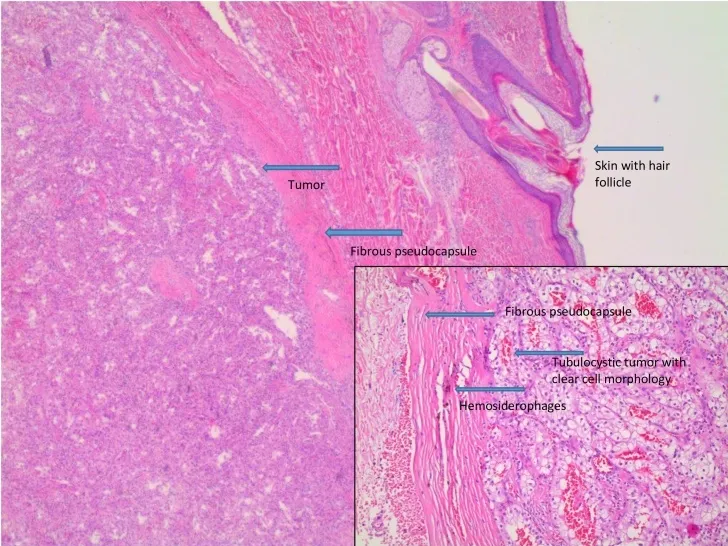 Skin with hair
follicle
Tumor
Fibrous pseudocapsule
Fibrous pseudocapsule
Tubulocystic tumor with
clear cell morphology
Hemosiderophages